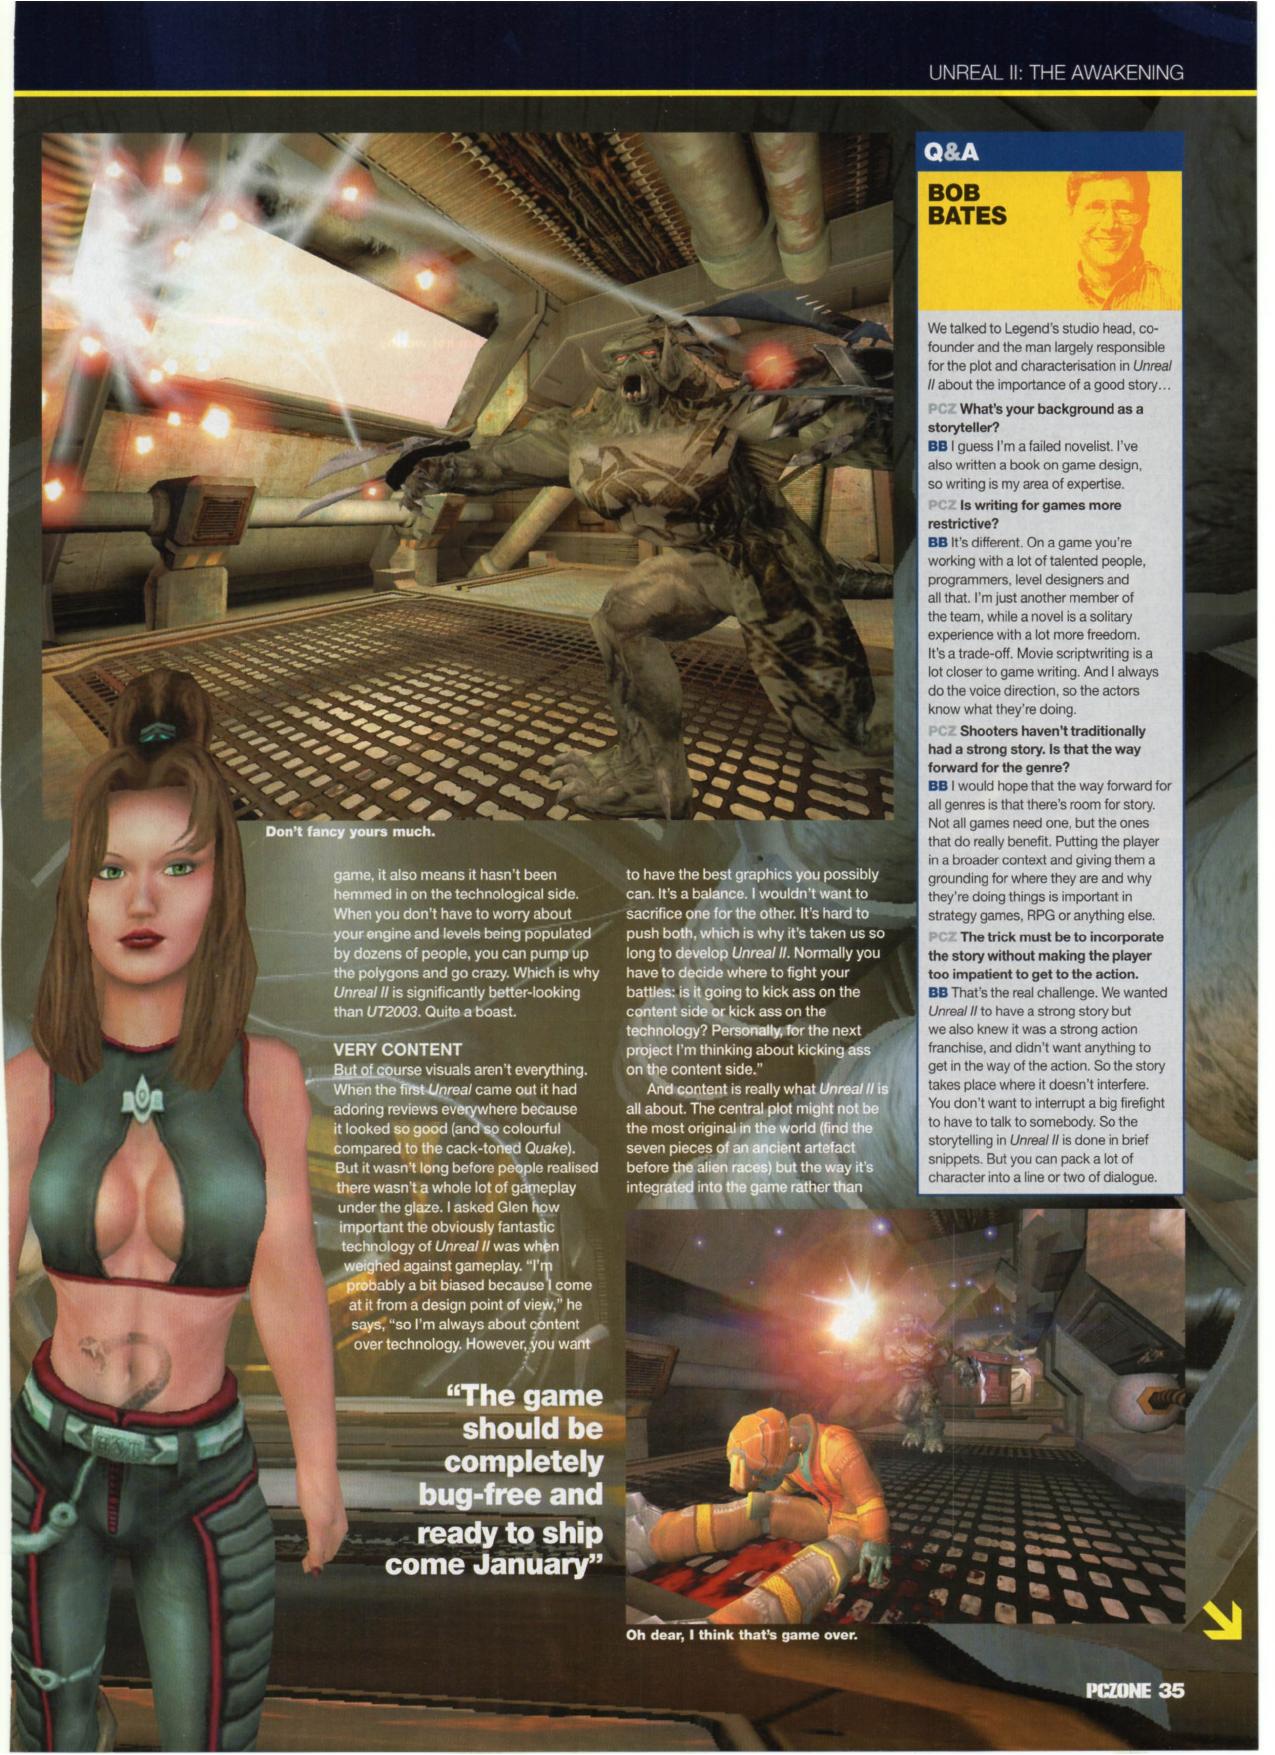 UNREAL II: THE AWAKENING
Don't fancy yours much.
game, it also means it hasn't been
hemmed in on the technological side.
When you don't have to worry about
your engine and levels being populated
by dozens of people, you can pump up
the polygons and go crazy. Which is why
Unreal II is significantly better-looking
than UT2003. Quite a boast.
VERY CONTENT
But of course visuals aren't everything.
When the first Unreal came out it had
adoring reviews everywhere because
it looked so good (and so colourful
compared to the cack-toned Quake).
But it wasn't long before people realised
there wasn't a whole lot of gameplay
under the glaze. I asked Glen how
important the obviously fantastic
technology of Unreal II was when
weighed against gameplay. “I'm
probably a bit biased because I come
at it from a design point of view,” he
says, “so I'm always about content
over technology. However, you want
“The game
should be
completely
bug-free and
ready to ship
come January”
to have the best graphics you possibly
can. It's a balance. I wouldn't want to
sacrifice one for the other. It's hard to
push both, which is why it's taken us so
long to develop Unreal II. Normally you
have to decide where to fight your
battles: is it going to kick ass on the
content side or kick ass on the
technology? Personally, for the next
project I'm thinking about kicking ass
on the content side.”
And content is really what Unreal II is
all about. The central plot might not be
the most original in the world (find the
seven pieces of an ancient artefact
before the alien races) but the way it's
integrated into the game rather than
Oh dear, I think that's game over.
Q&A
BOB
BATES
We talked to Legend's studio head, co-
founder and the man largely responsible
for the plot and characterisation in Unreal
II about the importance of a good story…
PCZ What's your background as a
storyteller?
BB I guess I'm a failed novelist. I've
also written a book on game design,
so writing is my area of expertise.
PCZ Is writing for games more
restrictive?
BB It's different. On a game you're
working with a lot of talented people,
programmers, level designers and
all that. I'm just another member of
the team, while a novel is a solitary
experience with a lot more freedom.
It's a trade-off. Movie scriptwriting is a
lot closer to game writing. And I always
do the voice direction, so the actors
know what they're doing.
PCZ Shooters haven't traditionally
had a strong story. Is that the way
forward for the genre?
BB I would hope that the way forward for
all genres is that there's room for story.
Not all games need one, but the ones
that do really benefit. Putting the player
in a broader context and giving them a
grounding for where they are and why
they're doing things is important in
strategy games, RPG or anything else.
PCZ The trick must be to incorporate
the story without making the player
too impatient to get to the action.
BB That's the real challenge. We wanted
Unreal II to have a strong story but
we also knew it was a strong action
franchise, and didn't want anything to
get in the way of the action. So the story
takes place where it doesn't interfere.
You don't want to interrupt a big firefight
to have to talk to somebody. So the
storytelling in Unreal II is done in brief
snippets. But you can pack a lot of
character into a line or two of dialogue.
PCZONE 35